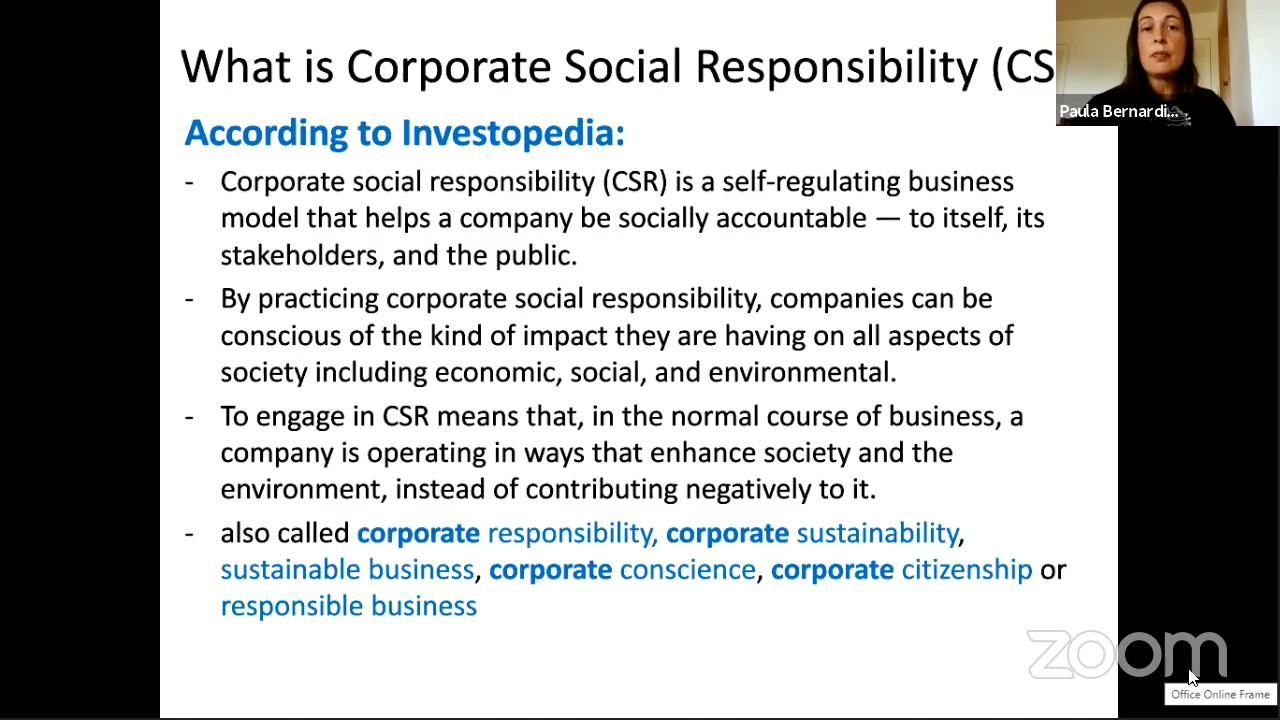 What is Corporate Social Responsibility (CS
Paula Bernardi...
According to Investopedia:
- Corporate social responsibility (CSR) is a self-regulating business
model that helps a company be socially accountable — to itself, its
stakeholders, and the public.
- By practicing corporate social responsibility, companies can be
conscious of the kind of impact they are having on all aspects of
society including economic, social, and environmental.
- To engage in CSR means that, in the normal course of business, a
company is operating in ways that enhance society and the
environment, instead of contributing negatively to it.
- also called corporate responsibility, corporate sustainability,
sustainable business, corporate conscience, corporate citizenship or
responsible business
zoom
Office Online Frame